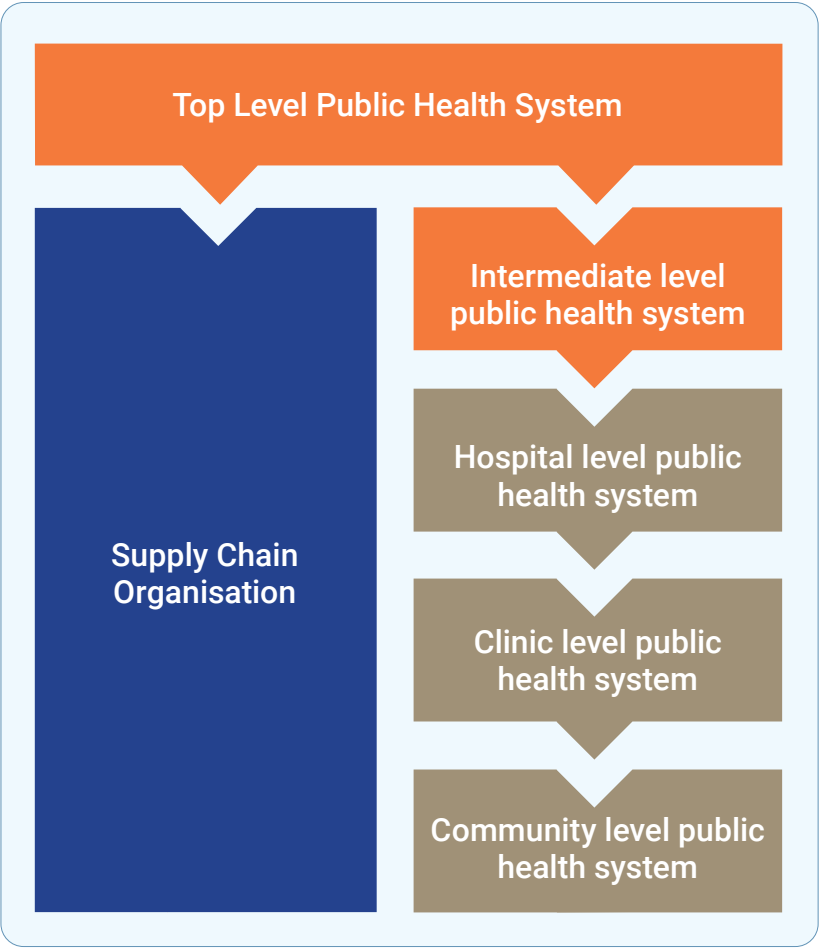 Top Level Public Health System
Supply Chain
Organisation
Intermediate level
public health system
Hospital level public
health system
Clinic level public
health system
Community level public
health system